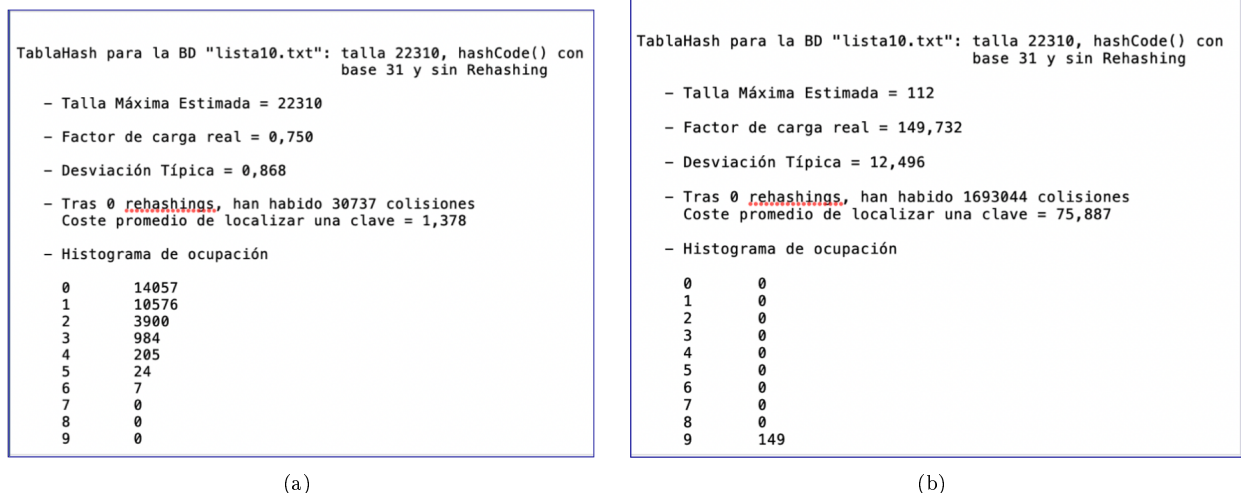 TablaHash para la BD "lista10.txt": talla 22310, hashCode() con
base 31 y sin Rehashing
– Talla Máxima Estimada = 22310
– Factor de carga real = 0,750
– Desviación Típica = 0,868
– Tras 0 rehashings, han habido 30737 colisiones
Coste promedio de localizar una clave = 1,378
– Histograma de ocupación
0 14057
1 10576
2 3900
3 984
4 205
5 24
6 7
7 0
8 0
9 0
(a)
TablaHash para la BD "lista10.txt": talla 22310, hashCode() con
base 31 y sin Rehashing
– Talla Máxima Estimada = 112
– Factor de carga real = 149,732
– Desviación Típica = 12,496
– Tras 0 rehashings, han habido 1693044 colisiones
Coste promedio de localizar una clave = 75,887
– Histograma de ocupación
0 0
1 0
2 0
3 0
4 0
5 0
6 0
7 0
8 0
9 149
(b)